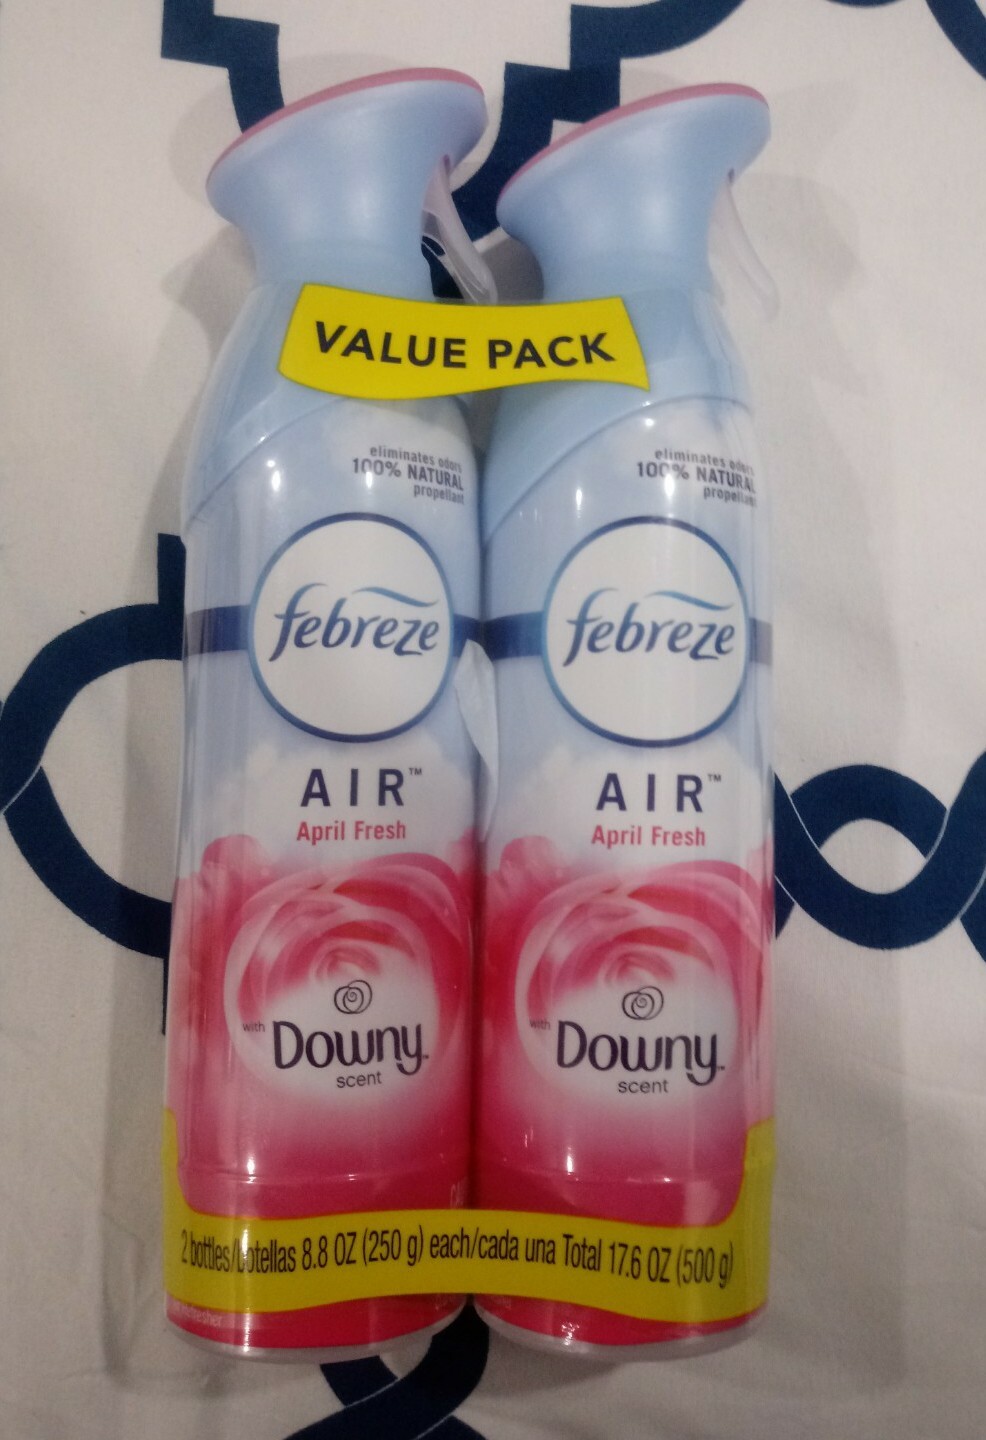 VALUE PACK
eliminates odors
100% NATURAL
propellant
febreze
AIR™
April Fresh
with Downy
scent
eliminates odors
100% NATURAL
propellant
febreze
AIR™
April Fresh
with Downy
scent
2 bottles/botellas 8.8 OZ (250 g) each/cada una Total 17.6 OZ (500 g)